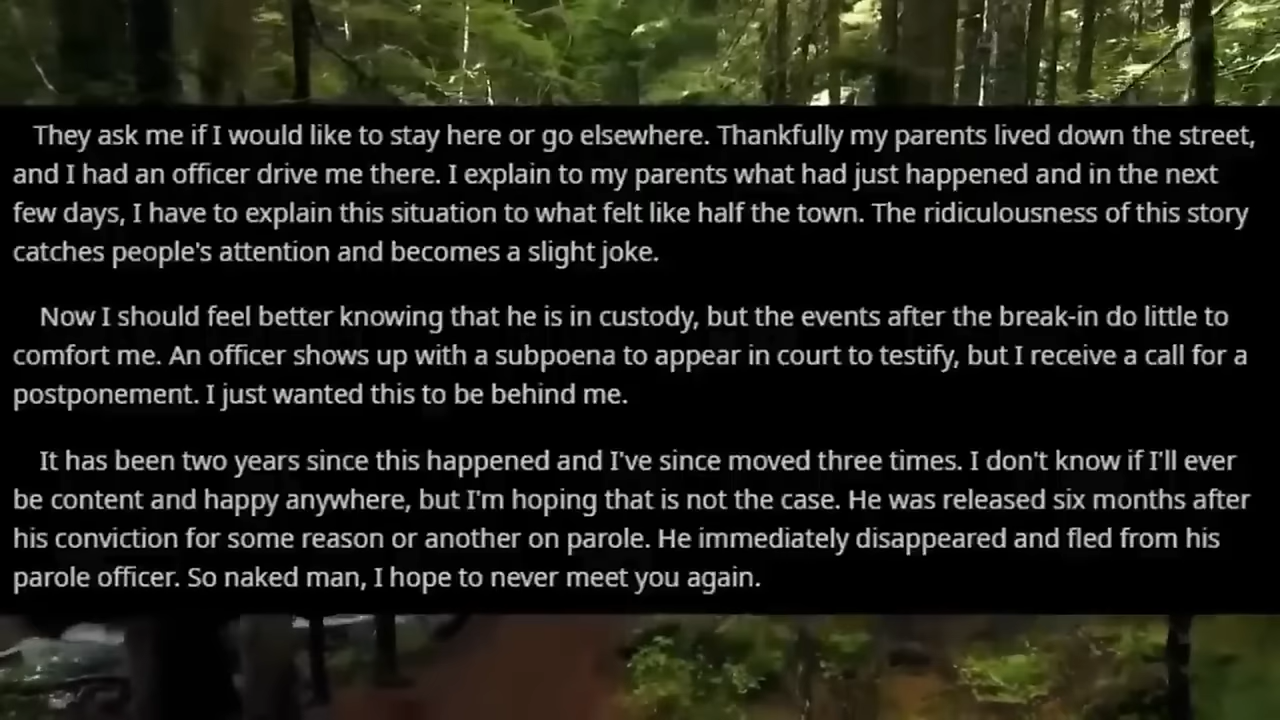 They ask me if I would like to stay here or go elsewhere. Thankfully my parents lived down the street,
and I had an officer drive me there. I explain to my parents what had just happened and in the next
few days, I have to explain this situation to what felt like half the town. The ridiculousness of this story
catches people's attention and becomes a slight joke.
Now I should feel better knowing that he is in custody, but the events after the break-in do little to
comfort me. An officer shows up with a subpoena to appear in court to testify, but I receive a call for a
postponement. I just wanted this to be behind me.
It has been two years since this happened and I've since moved three times. I don't know if I'll ever
be content and happy anywhere, but I'm hoping that is not the case. He was released six months after
his conviction for some reason or another on parole. He immediately disappeared and fled from his
parole officer. So naked man, I hope to never meet you again.